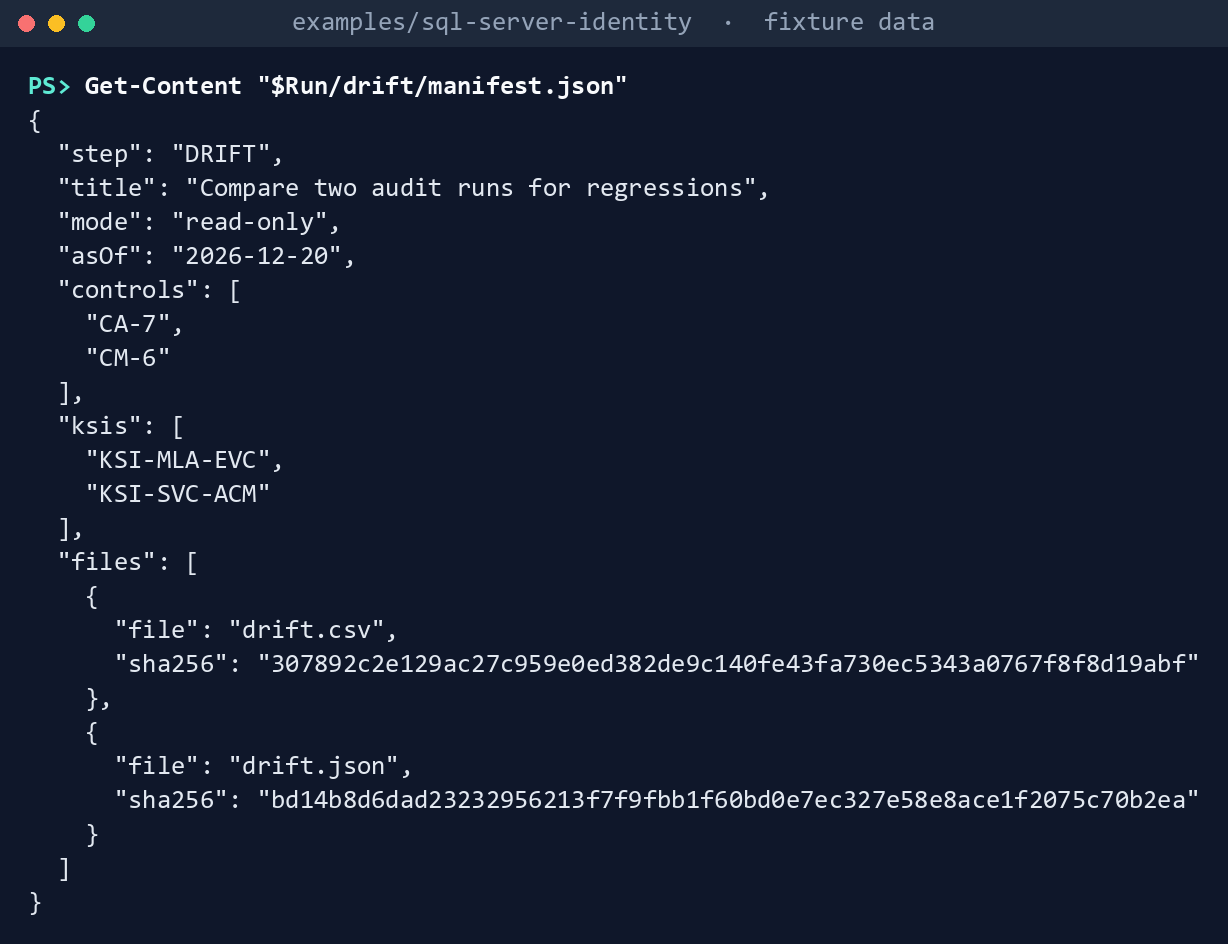 examples/sql-server-identity · fixture data
PS> Get-Content "$Run/drift/manifest.json"
{
  "step": "DRIFT",
  "title": "Compare two audit runs for regressions",
  "mode": "read-only",
  "asOf": "2026-12-20",
  "controls": [
    "CA-7",
    "CM-6"
  ],
  "ksis": [
    "KSI-MLA-EVC",
    "KSI-SVC-ACM"
  ],
  "files": [
    {
      "file": "drift.csv",
      "sha256": "307892c2e129ac27c959e0ed382de9c140fe43fa730ec5343a0767f8f8d19abf"
    },
    {
      "file": "drift.json",
      "sha256": "bd14b8d6dad23232956213f7f9fbb1f60bd0e7ec327e58e8ace1f2075c70b2ea"
    }
  ]
}